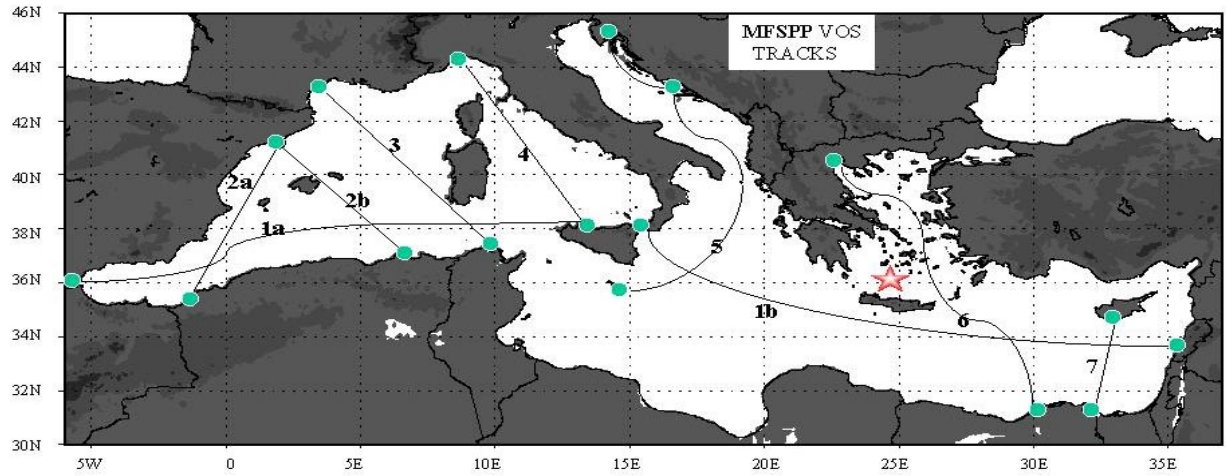 46N
MFSPP VOS
TRACKS
44N
42N
3
4
40N
2a
2b
38N
1a
5
36N
1b
6
34N
7
32N
30N
5W 0 5E 10E 15E 20E 25E 30E 35E